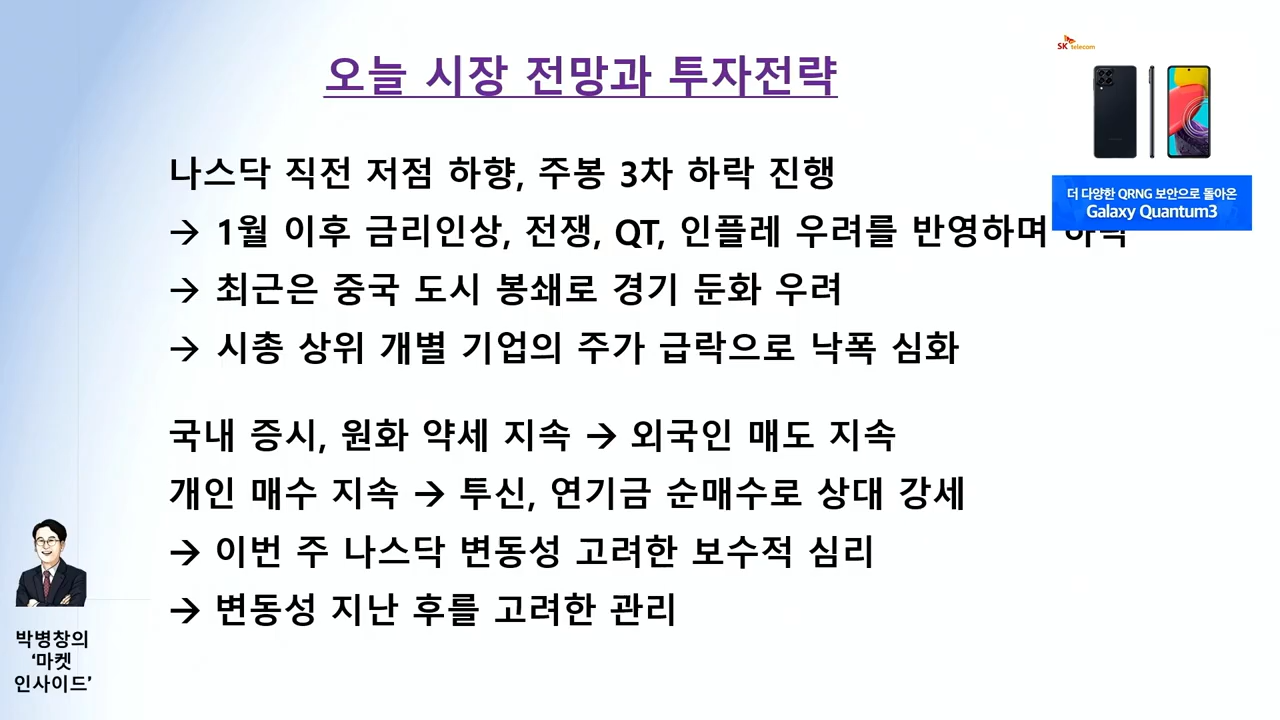 오늘 시장 전망과 투자전략
SK telecom
더 다양한 QRNG 보안으로 돌아온
Galaxy Quantum3
나스닥 직전 저점 하향, 주봉 3차 하락 진행
→ 1월 이후 금리인상, 전쟁, QT, 인플레 우려를 반영하며 하락
→ 최근은 중국 도시 봉쇄로 경기 둔화 우려
→ 시총 상위 개별 기업의 주가 급락으로 낙폭 심화
국내 증시, 원화 약세 지속 → 외국인 매도 지속
개인 매수 지속 → 투신, 연기금 순매수로 상대 강세
→ 이번 주 나스닥 변동성 고려한 보수적 심리
→ 변동성 지난 후를 고려한 관리
박병창의
‘마켓
인사이드’